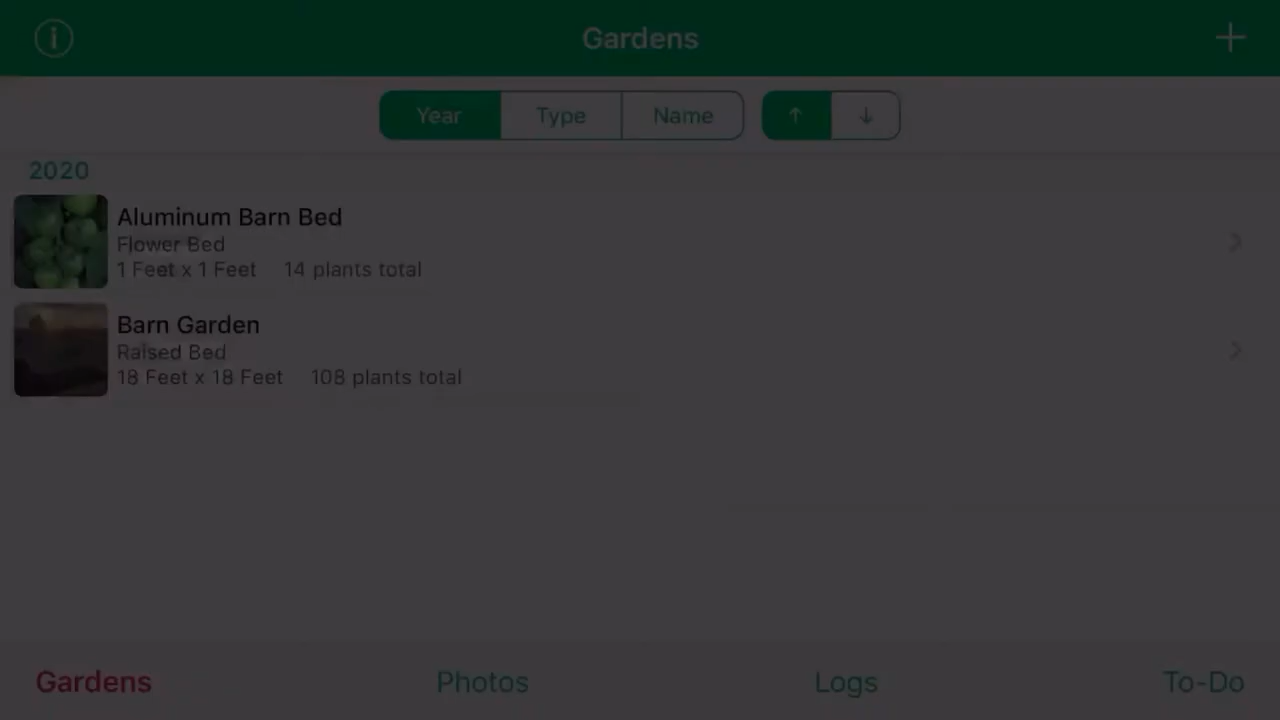 Gardens
Year Type Name ↑ ↓
2020
Aluminum Barn Bed
Flower Bed
1 Feet x 1 Feet 14 plants total
Barn Garden
Raised Bed
18 Feet x 18 Feet 108 plants total
Gardens Photos Logs To-Do